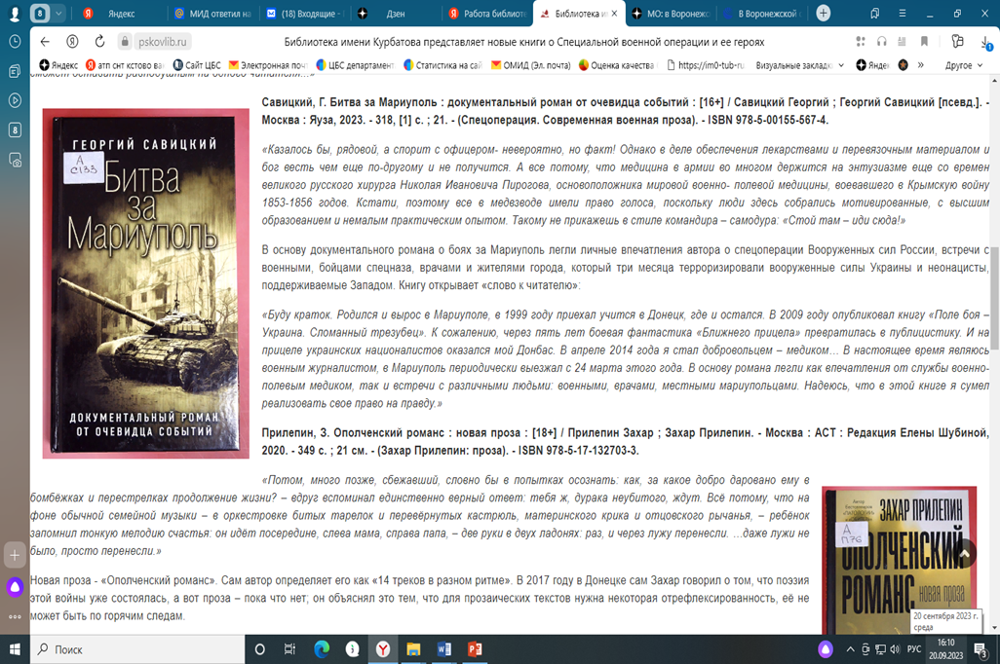 8
Яндекс
МИД ответил на
(18) Входящие -
Дзен
Работа библиоте
Библиотека им
МО: в Воронежс
В Воронежской с
pskovlib.ru
Библиотека имени Курбатова представляет новые книги о Специальной военной операции и ее героях
1
Яндекс
атп снт кстово как
Сайт ЦБС
Электронная почт
ЦБС департамент
Статистика на сай
ОМИД (Эл. почта)
Оценка качества
https://im0-tub-ru
Визуальные закладк
Яндек
»
Другое
8
Савицкий, Г. Битва за Мариуполь : документальный роман от очевидца событий : [16+] / Савицкий Георгий ; Георгий Савицкий [псевд.]. -
Москва : Яуза, 2023. - 318, [1] с. ; 21. - (Спецоперация. Современная военная проза). - ISBN 978-5-00155-567-4.
ГЕОРГИЙ САВИЦКИЙ
А
С133
Битва
за
Мариуполь
ДОКУМЕНТАЛЬНЫЙ РОМАН
ОТ ОЧЕВИДЦА СОБЫТИЙ
«Казалось бы, рядовой, а спорит с офицером- невероятно, но факт! Однако в деле обеспечения лекарствами и перевязочным материалом и
бог весть чем еще по-другому и не получится. А все потому, что медицина в армии во многом держится на энтузиазме еще со времен
великого русского хирурга Николая Ивановича Пирогова, основоположника мировой военно- полевой медицины, воевавшего в Крымскую войну
1853-1856 годов. Кстати, поэтому все в медвзводе имели право голоса, поскольку люди здесь собрались мотивированные, с высшим
образованием и немалым практическим опытом. Такому не прикажешь в стиле командира – самодура: «Стой там – иди сюда!»
В основу документального романа о боях за Мариуполь легли личные впечатления автора о спецоперации Вооруженных сил России, встречи с
военными, бойцами спецназа, врачами и жителями города, который три месяца терроризировали вооруженные силы Украины и неонацисты,
поддерживаемые Западом. Книгу открывает «слово к читателю»:
«Буду краток. Родился и вырос в Мариуполе, в 1999 году приехал учится в Донецк, где и остался. В 2009 году опубликовал книгу «Поле боя –
Украина. Сломанный трезубец». К сожалению, через пять лет боевая фантастика «Ближнего прицела» превратилась в публицистику. И на
прицеле украинских националистов оказался мой Донбас. В апреле 2014 года я стал добровольцем – медиком… В настоящее время являюсь
военным журналистом, в Мариуполь периодически выезжал с 24 марта этого года. В основу романа легли как впечатления от службы военно-
полевым медиком, так и встречи с различными людьми: военными, врачами, местными мариупольцами. Надеюсь, что в этой книге я сумел
реализовать свое право на правду.»
Прилепин, З. Ополченский романс : новая проза : [18+] / Прилепин Захар ; Захар Прилепин. - Москва : АСТ : Редакция Елены Шубиной,
2020. - 349 с. ; 21 см. - (Захар Прилепин: проза). - ISBN 978-5-17-132703-3.
«Потом, много позже, сбежавший, словно бы в попытках осознать: как, за какое добро даровано ему в
бомбёжках и перестрелках продолжение жизни? – вдруг вспоминал единственно верный ответ: тебя ж, дурака неубитого, ждут. Всё потому, что на
фоне обычной семейной музыки – в оркестровке битых тарелок и перевёрнутых кастрюль, материнского крика и отцовского рычанья, – ребёнок
запомнил тонкую мелодию счастья: он идёт посередине, слева мама, справа папа, – две руки в двух ладонях: раз, и через лужу перенесли. …даже лужи не
было, просто перенесли.»
Новая проза - «Ополченский романс». Сам автор определяет его как «14 треков в разном ритме». В 2017 году в Донецке сам Захар говорил о том, что поэзия
этой войны уже состоялась, а вот проза – пока что нет; он объяснял это тем, что для прозаических текстов нужна некоторая отрефлексированность, её не
может быть по горячим следам.
ЗАХАР ПРИЛЕПИН
А
П76
ОПОЛЧЕНСКИЙ
РОМАНС
новая проза
20 сентября 2023 г.
среда
Поиск
РУС
16:10
20.09.2023
3